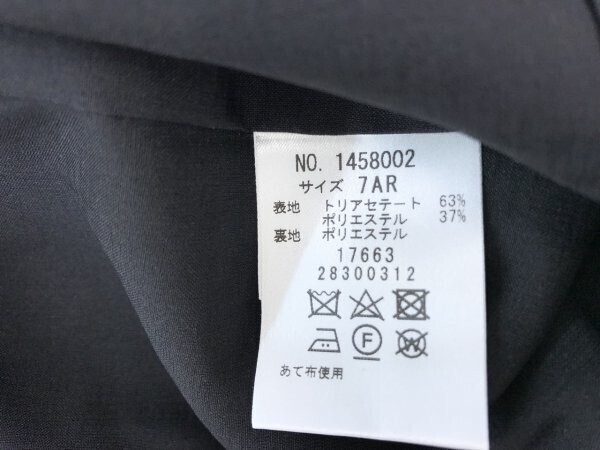 NO. 1458002
サイズ 7AR
表地 トリアセテート 63%
ポリエステル 37%
裏地 ポリエステル
17663
28300312
F W
あて布使用